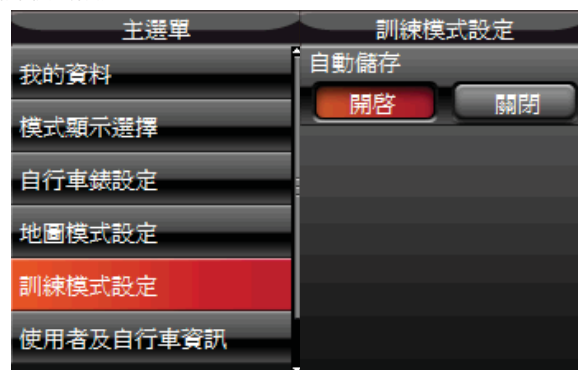 主選單
我的資料
模式顯示選擇
自行車錶設定
地圖模式設定
訓練模式設定
使用者及自行車資訊
訓練模式設定
自動儲存
開啓 關閉